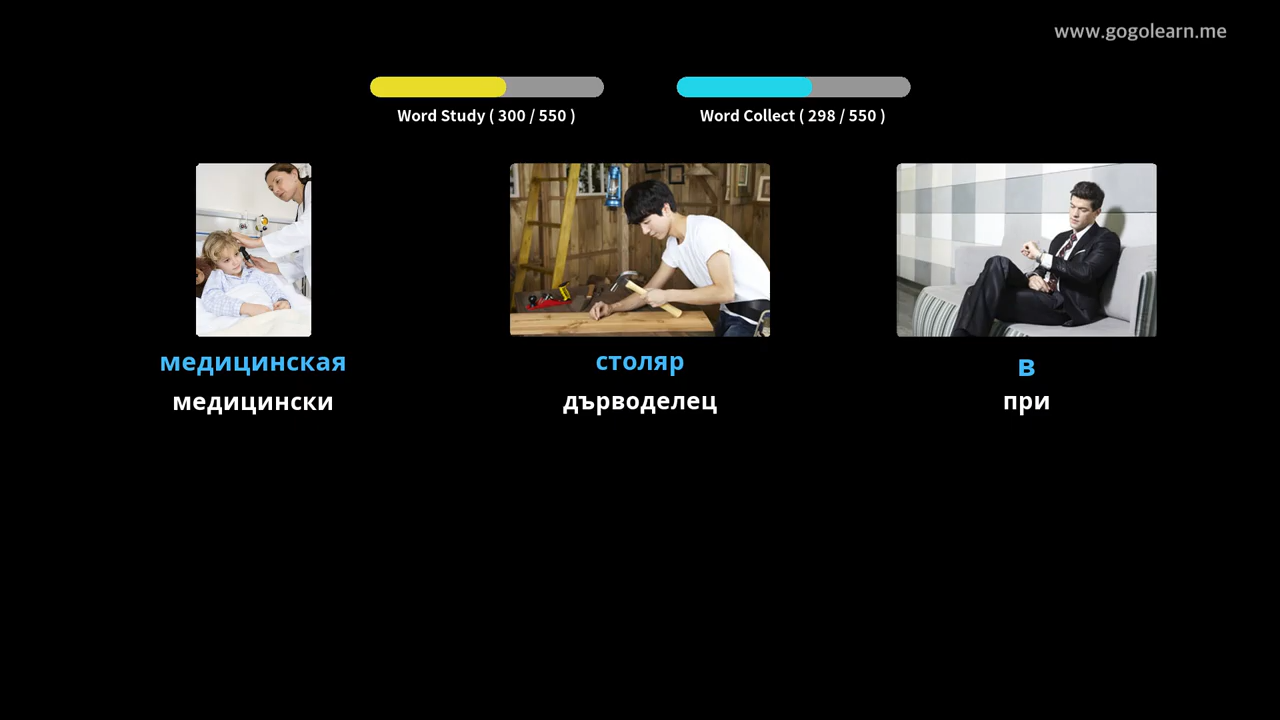 www.gogolearn.me
Word Study ( 300 / 550 )
Word Collect ( 298 / 550 )
медицинская
столяр
в
медицински
дърводелец
при